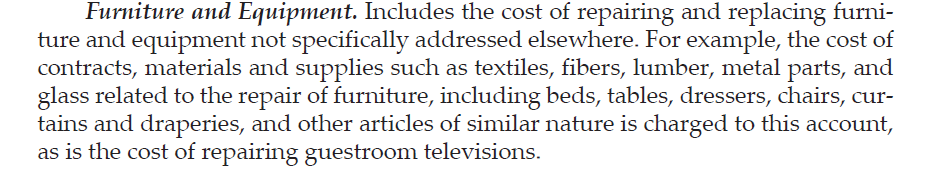 Furniture and Equipment. Includes the cost of repairing and replacing furni-
ture and equipment not specifically addressed elsewhere. For example, the cost of
contracts, materials and supplies such as textiles, fibers, lumber, metal parts, and
glass related to the repair of furniture, including beds, tables, dressers, chairs, cur-
tains and draperies, and other articles of similar nature is charged to this account,
as is the cost of repairing guestroom televisions.